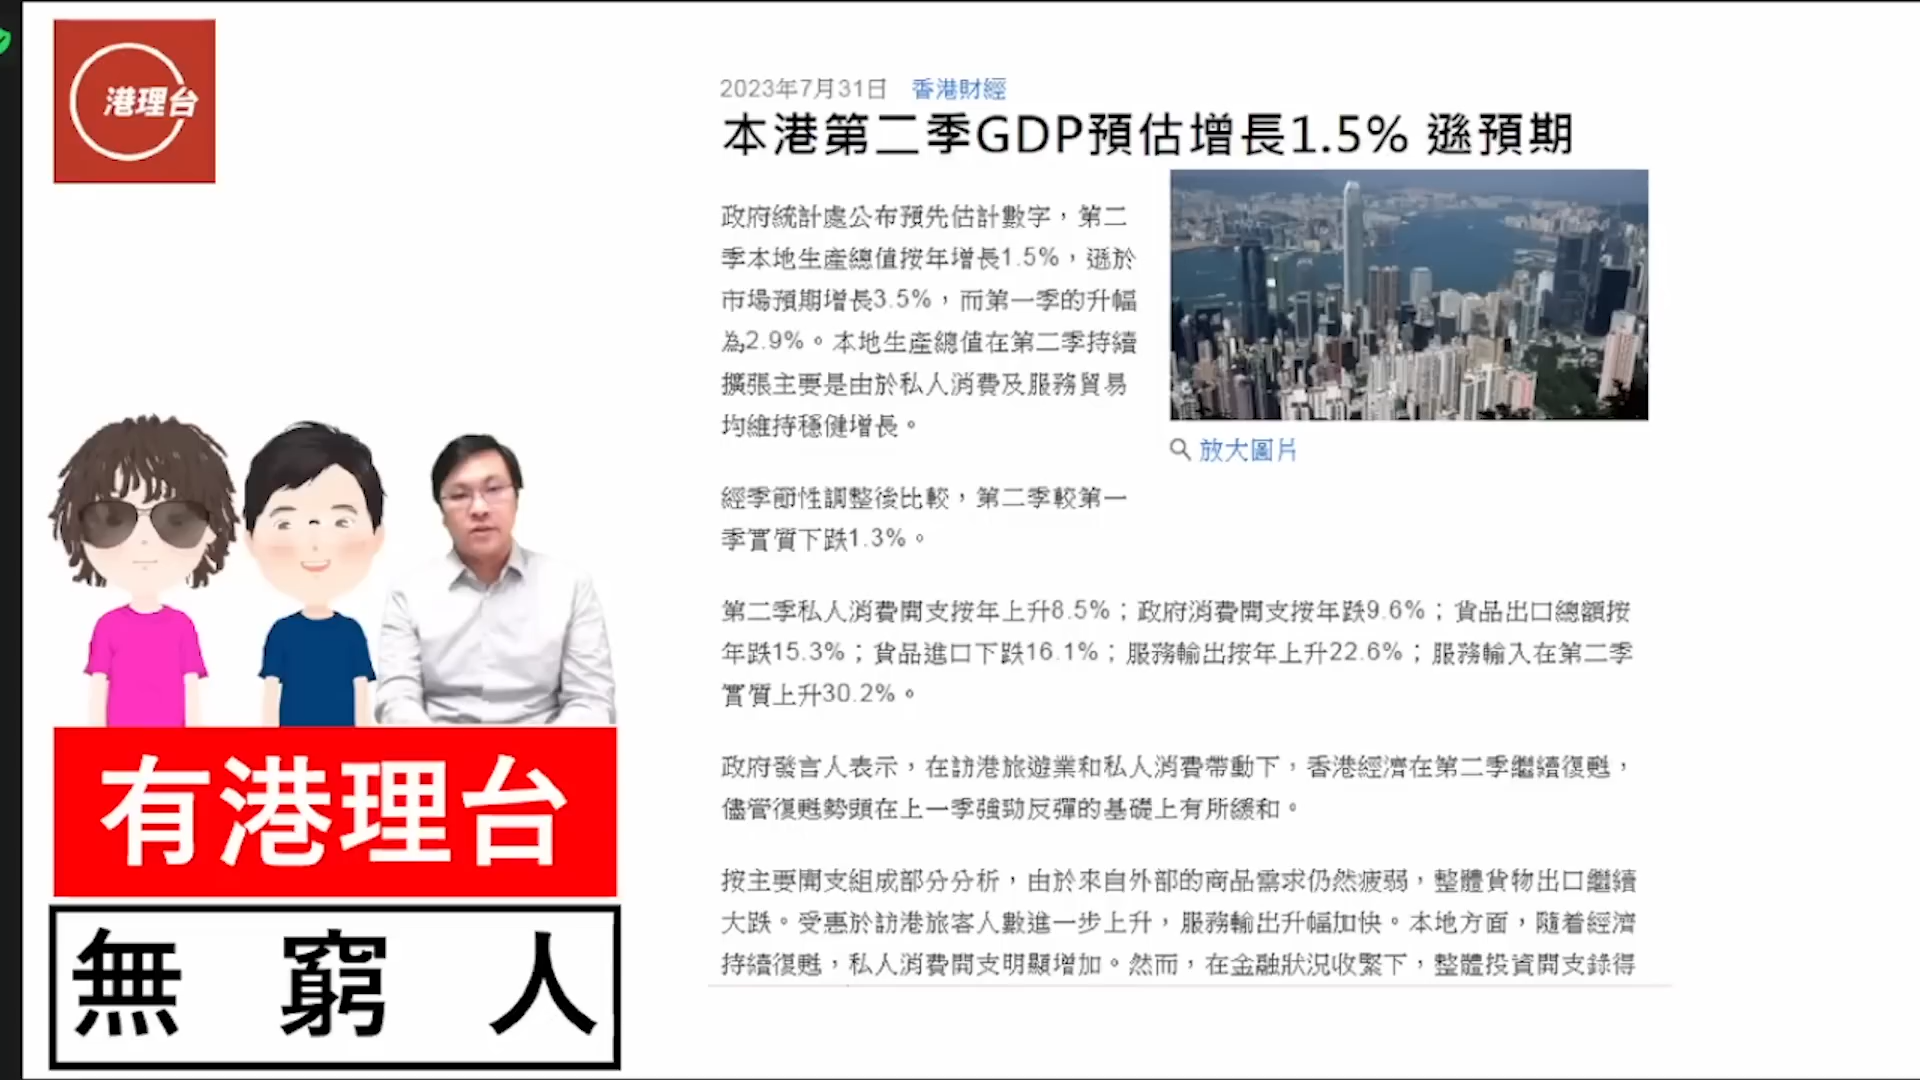 港理台
2023年7月31日 香港財經
本港第二季GDP預估增長1.5% 遜預期
政府統計處公布預先估計數字，第二
季本地生產總值按年增長1.5%，遜於
市場預期增長3.5%，而第一季的升幅
為2.9%。本地生產總值在第二季持續
擴張主要是由於私人消費及服務貿易
均維持穩健增長。
放大圖片
經季節性調整後比較，第二季較第一
季實質下跌1.3%。
第二季私人消費開支按年上升8.5%；政府消費開支按年跌9.6%；貨品出口總額按
年跌15.3%；貨品進口下跌16.1%；服務輸出按年上升22.6%；服務輸入在第二季
實質上升30.2%。
政府發言人表示，在訪港旅遊業和私人消費帶動下，香港經濟在第二季繼續復甦，
儘管復甦勢頭在上一季強勁反彈的基礎上有所緩和。
按主要開支組成部分分析，由於來自外部的商品需求仍然疲弱，整體貨物出口繼續
大跌。受惠於訪港旅客人數進一步上升，服務輸出升幅加快。本地方面，隨着經濟
持續復甦，私人消費開支明顯增加。然而，在金融狀況收緊下，整體投資開支錄得
有港理台
無窮人